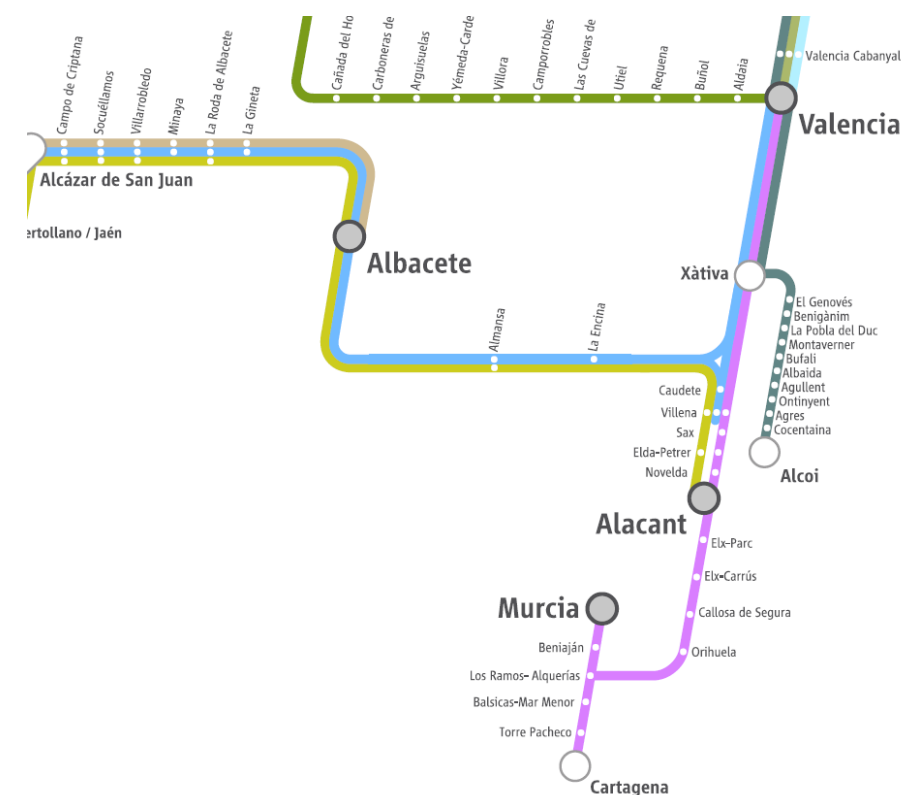 Campo de Criptana
Socuéllamos
Villarrobledo
Minaya
La Roda de Albacete
La Gineta
Cañada del Ho
Carboneras de
Arguisuelas
Yémeda-Carde
Villora
Camporrobles
Las Cuevas de
Utiel
Requena
Buñol
Aldaia
Valencia Cabanyal
Valencia
Alcázar de San Juan
ertollano / Jaén
Albacete
Xàtiva
El Genovés
Benigànim
La Pobla del Duc
Montaverner
Bufali
Albaida
Agullent
Ontinyent
Agres
Cocentaina
Alcoi
Almansa
La Encina
Caudete
Villena
Sax
Elda-Petrer
Novelda
Alacant
Elx-Parc
Elx-Carrús
Callosa de Segura
Orihuela
Murcia
Beniaján
Los Ramos- Alquerías
Balsicas-Mar Menor
Torre Pacheco
Cartagena